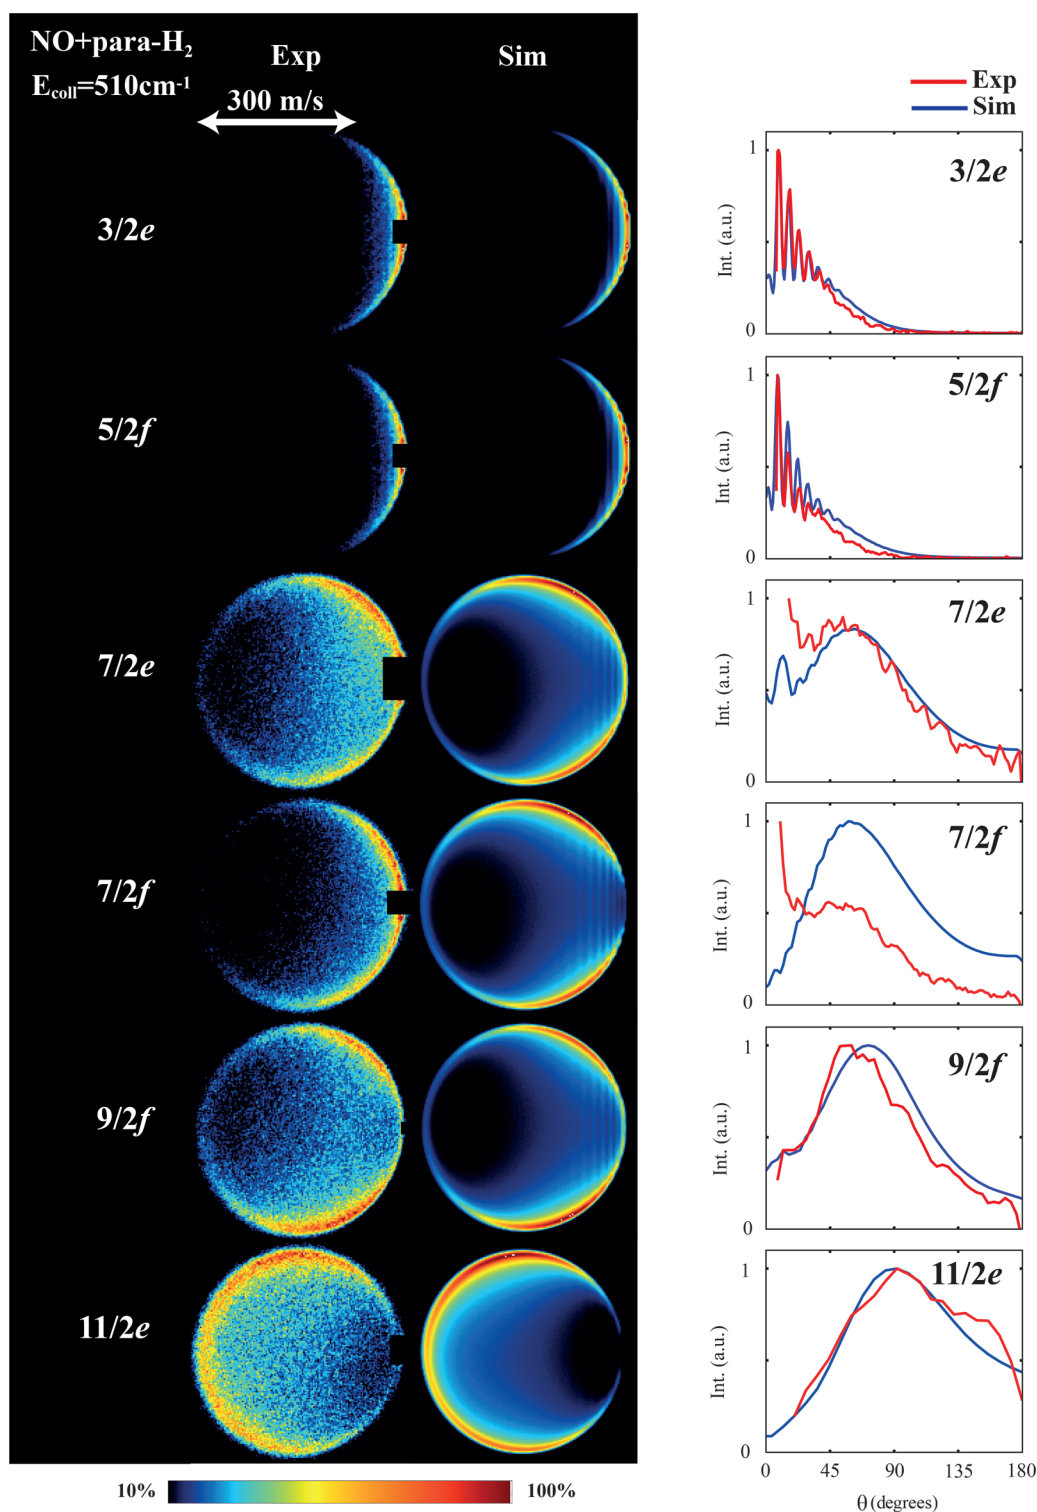 NO+para-H₂
E_coll=510cm⁻¹
Exp Sim
300 m/s
Exp
Sim
3/2e
5/2f
7/2e
7/2f
9/2f
11/2e
10% 100%
1
3/2e
Int. (a.u.)
0
1
5/2f
Int. (a.u.)
0
1
7/2e
Int. (a.u.)
0
1
7/2f
Int. (a.u.)
0
1
9/2f
Int. (a.u.)
0
1
11/2e
Int. (a.u.)
0
0 45 90 135 180
θ (degrees)